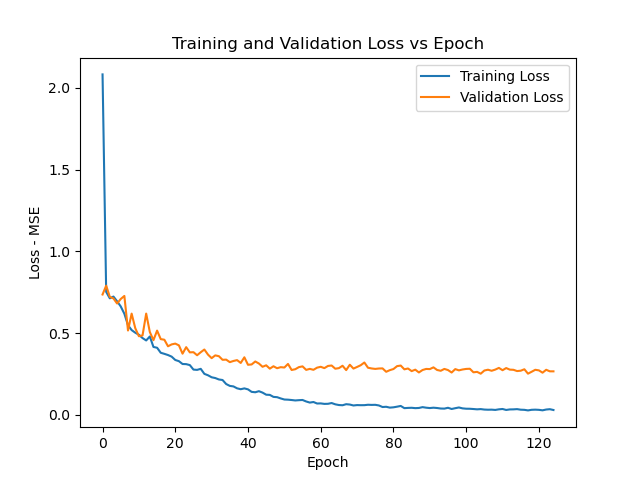 Training and Validation Loss vs Epoch
Training Loss
Validation Loss
2.0
1.5
1.0
0.5
0.0
Loss - MSE
0 20 40 60 80 100 120
Epoch